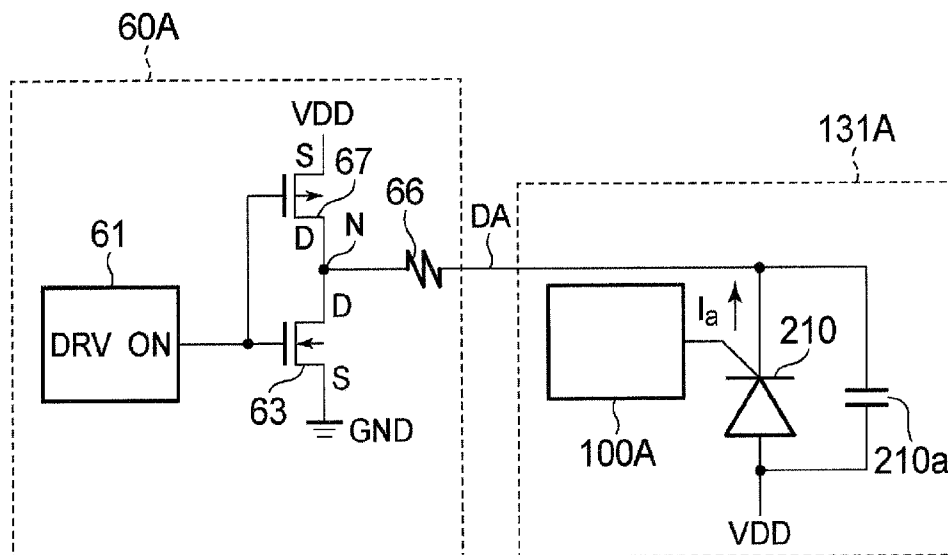 60A
VDD
S
67
66
N
D
61
DRV ON
D
S
63
GND
DA
131A
Ia
210
100A
210a
VDD